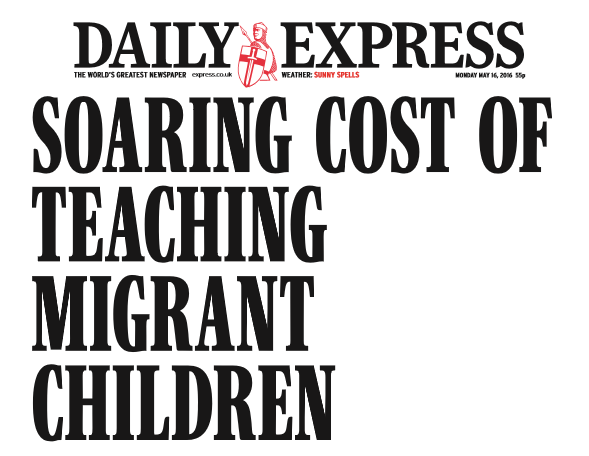 DAILY EXPRESS
THE WORLD'S GREATEST NEWSPAPER express.co.uk WEATHER: SUNNY SPELLS MONDAY MAY 16, 2016 55p
SOARING COST OF
TEACHING
MIGRANT
CHILDREN